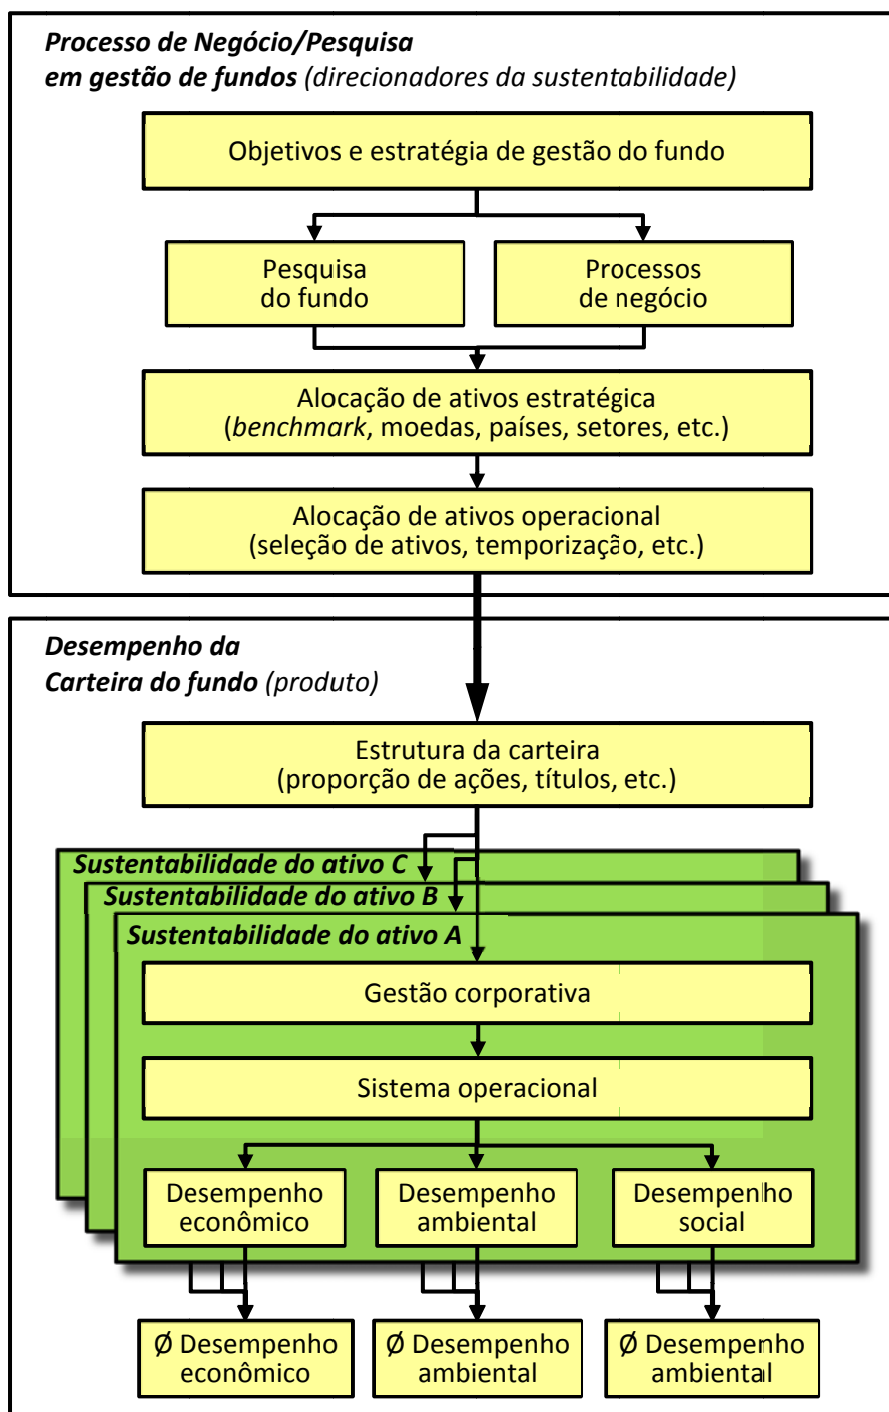 Processo de Negócio/Pesquisa
em gestão de fundos (direcionadores da sustentabilidade)
Objetivos e estratégia de gestão do fundo
Pesquisa
do fundo
Processos
de negócio
Alocação de ativos estratégica
(benchmark, moedas, países, setores, etc.)
Alocação de ativos operacional
(seleção de ativos, temporização, etc.)
Desempenho da
Carteira do fundo (produto)
Estrutura da carteira
(proporção de ações, títulos, etc.)
Sustentabilidade do ativo C
Sustentabilidade do ativo B
Sustentabilidade do ativo A
Gestão corporativa
Sistema operacional
Desempenho
econômico
Desempenho
ambiental
Desempenho
social
Ø Desempenho
econômico
Ø Desempenho
ambiental
Ø Desempenho
ambiental